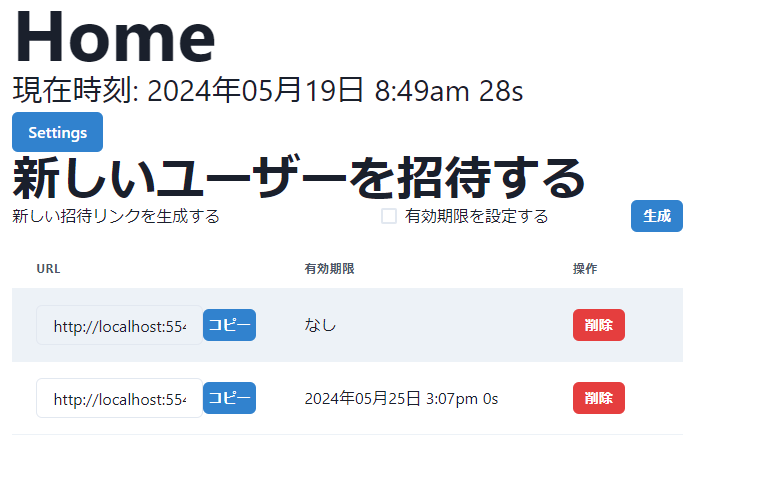 Home
現在時刻: 2024年05月19日 8:49am 28s
Settings
新しいユーザーを招待する
新しい招待リンクを生成する 有効期限を設定する 生成
URL 有効期限 操作
http://localhost:554 コピー なし 削除
http://localhost:554 コピー 2024年05月25日 3:07pm 0s 削除